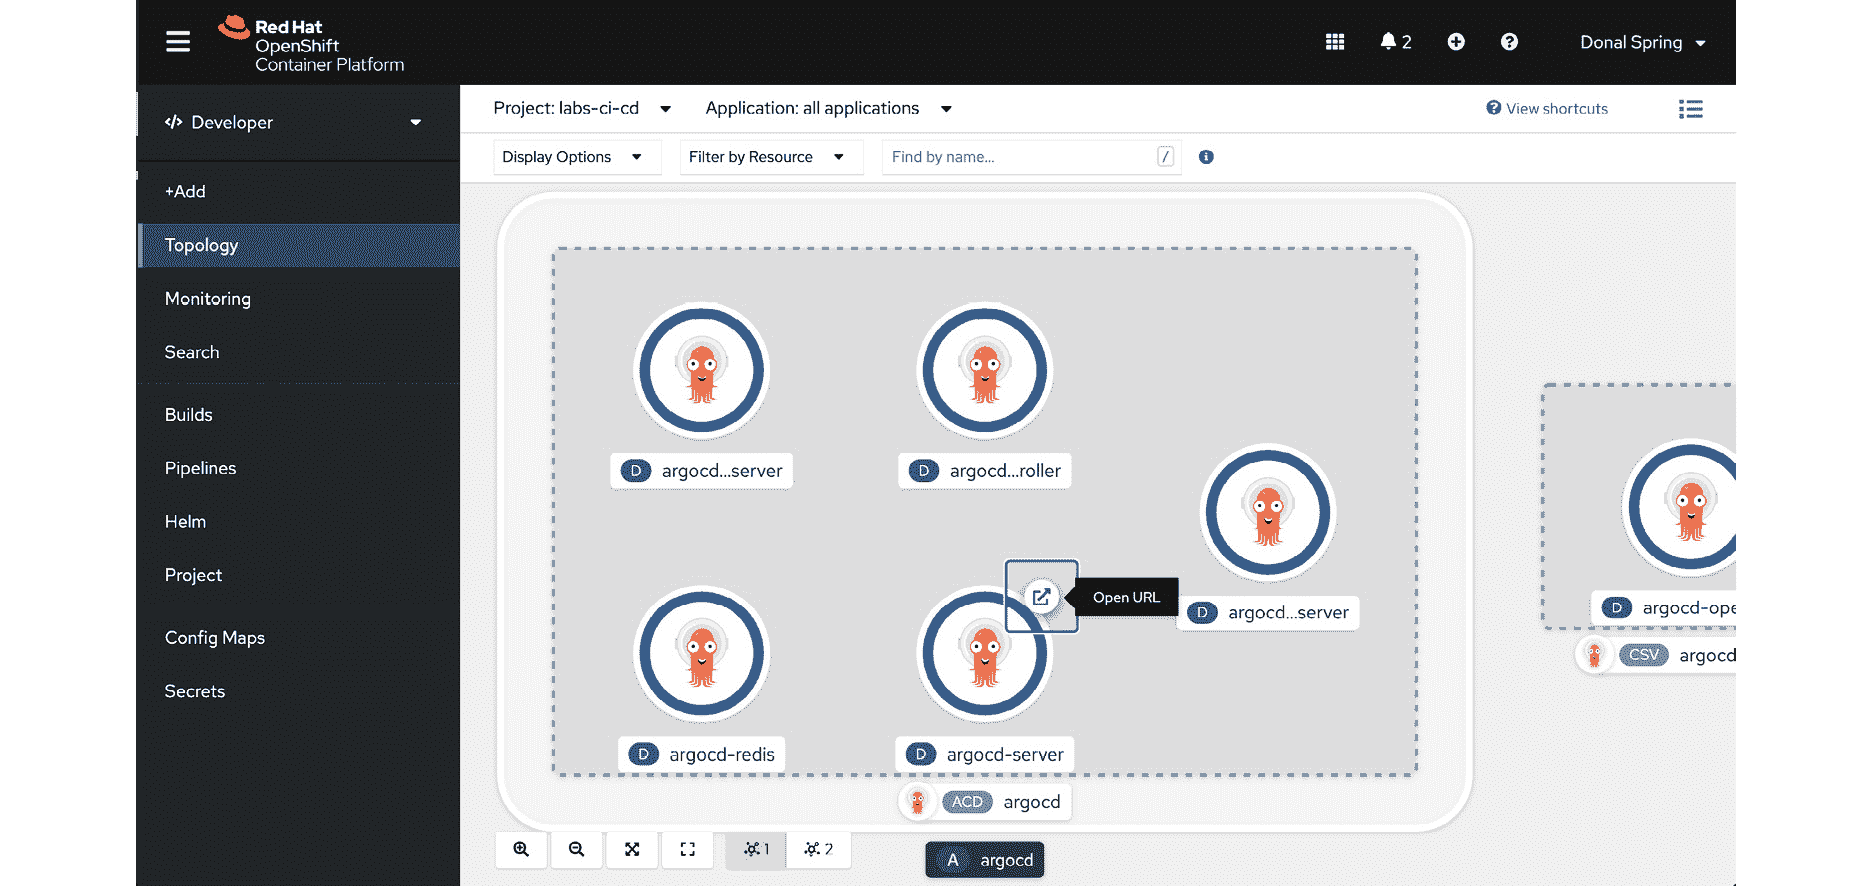 Red Hat
OpenShift
Container Platform
2
Donal Spring
</> Developer
Project: labs-ci-cd
Application: all applications
View shortcuts
Display Options
Filter by Resource
Find by name...
/
+Add
Topology
Monitoring
Search
Builds
Pipelines
Helm
Project
Config Maps
Secrets
D argocd...server
D argocd...roller
Open URL
D argocd...server
D argocd-ope
CSV argocd
D argocd-redis
D argocd-server
ACD argocd
1
2
A argocd